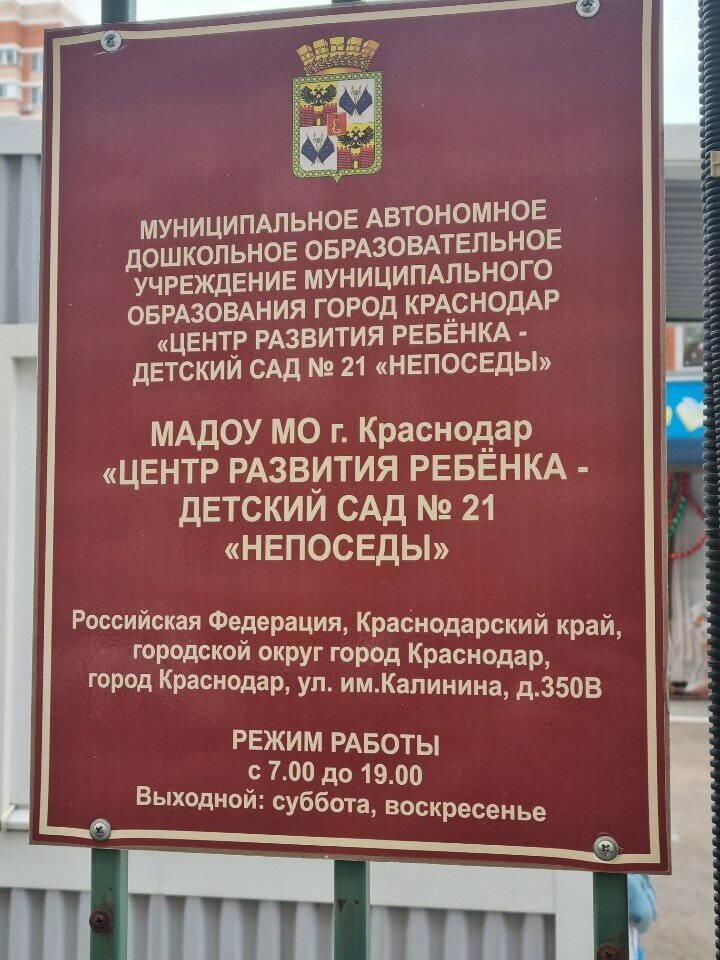 МУНИЦИПАЛЬНОЕ АВТОНОМНОЕ
ДОШКОЛЬНОЕ ОБРАЗОВАТЕЛЬНОЕ
УЧРЕЖДЕНИЕ МУНИЦИПАЛЬНОГО
ОБРАЗОВАНИЯ ГОРОД КРАСНОДАР
«ЦЕНТР РАЗВИТИЯ РЕБЁНКА -
ДЕТСКИЙ САД № 21 «НЕПОСЕДЫ»
МАДОУ МО г. Краснодар
«ЦЕНТР РАЗВИТИЯ РЕБЁНКА -
ДЕТСКИЙ САД № 21
«НЕПОСЕДЫ»
Российская Федерация, Краснодарский край,
городской округ город Краснодар,
город Краснодар, ул. им.Калинина, д.350В
РЕЖИМ РАБОТЫ
с 7.00 до 19.00
Выходной: суббота, воскресенье